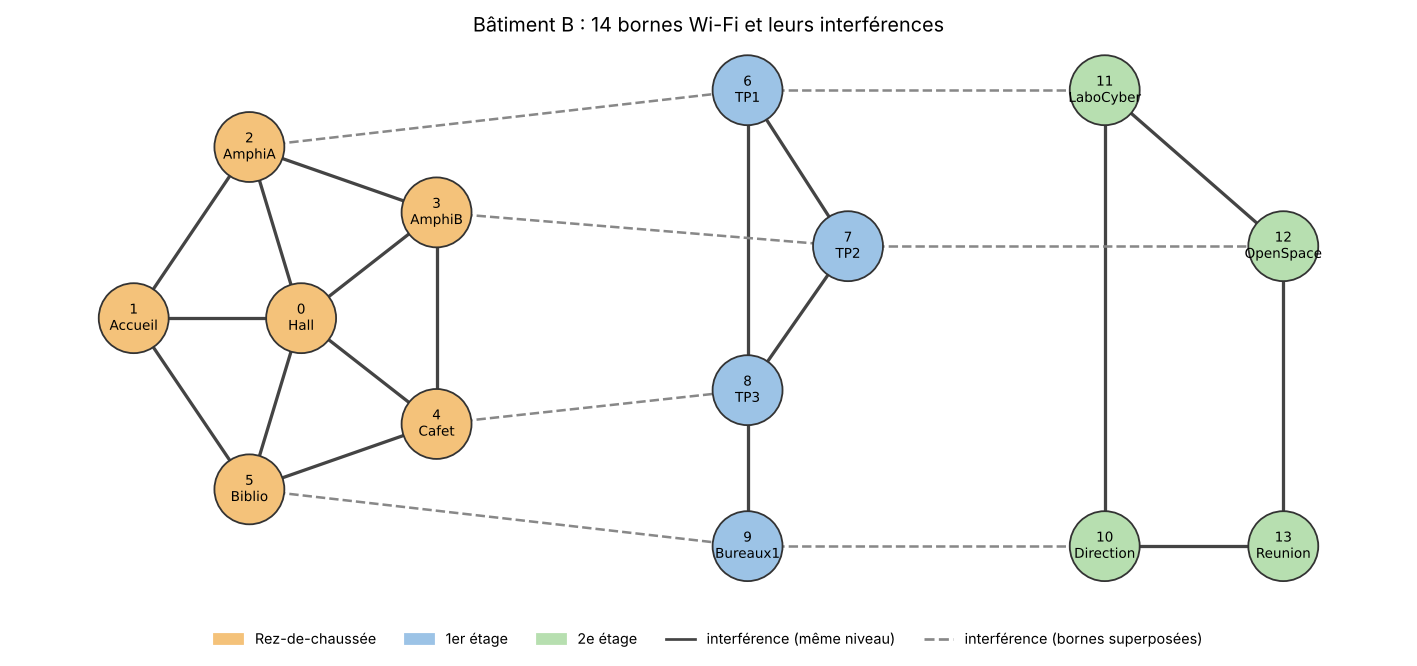 Bâtiment B : 14 bornes Wi-Fi et leurs interférences
6
TP1
11
LaboCyber
2
AmphiA
3
AmphiB
7
TP2
12
OpenSpace
1
Accueil
0
Hall
8
TP3
4
Cafet
5
Biblio
9
Bureaux1
10
Direction
13
Reunion
Rez-de-chaussée
1er étage
2e étage
interférence (même niveau)
interférence (bornes superposées)